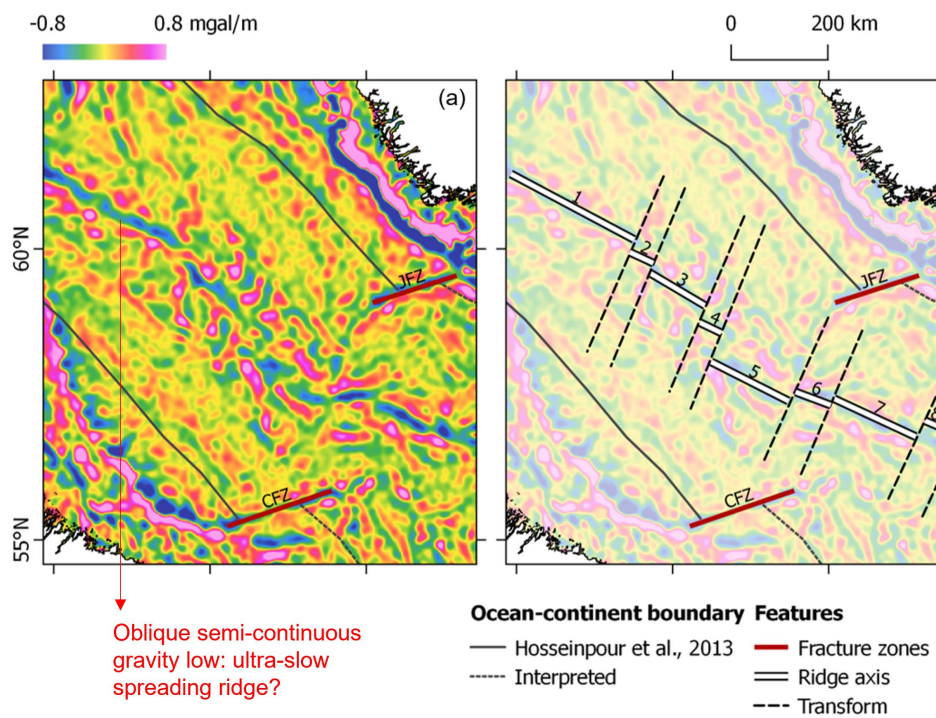 -0.8 0.8 mgal/m
0 200 km
(a)
60°N
55°N
JFZ
CFZ
1
2
3
4
5
6
7
8
JFZ
CFZ
Oblique semi-continuous
gravity low: ultra-slow
spreading ridge?
Ocean-continent boundary
Hosseinpour et al., 2013
Interpreted
Features
Fracture zones
Ridge axis
Transform